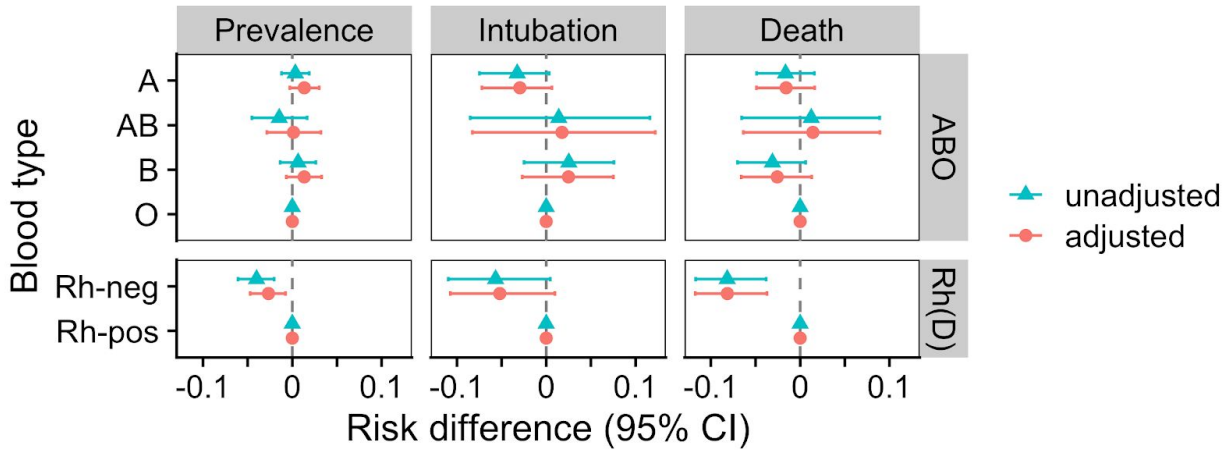 Prevalence Intubation Death
Blood type
A
AB
B
O
ABO
Rh-neg
Rh-pos
Rh(D)
unadjusted
adjusted
-0.1 0 0.1 -0.1 0 0.1 -0.1 0 0.1
Risk difference (95% CI)